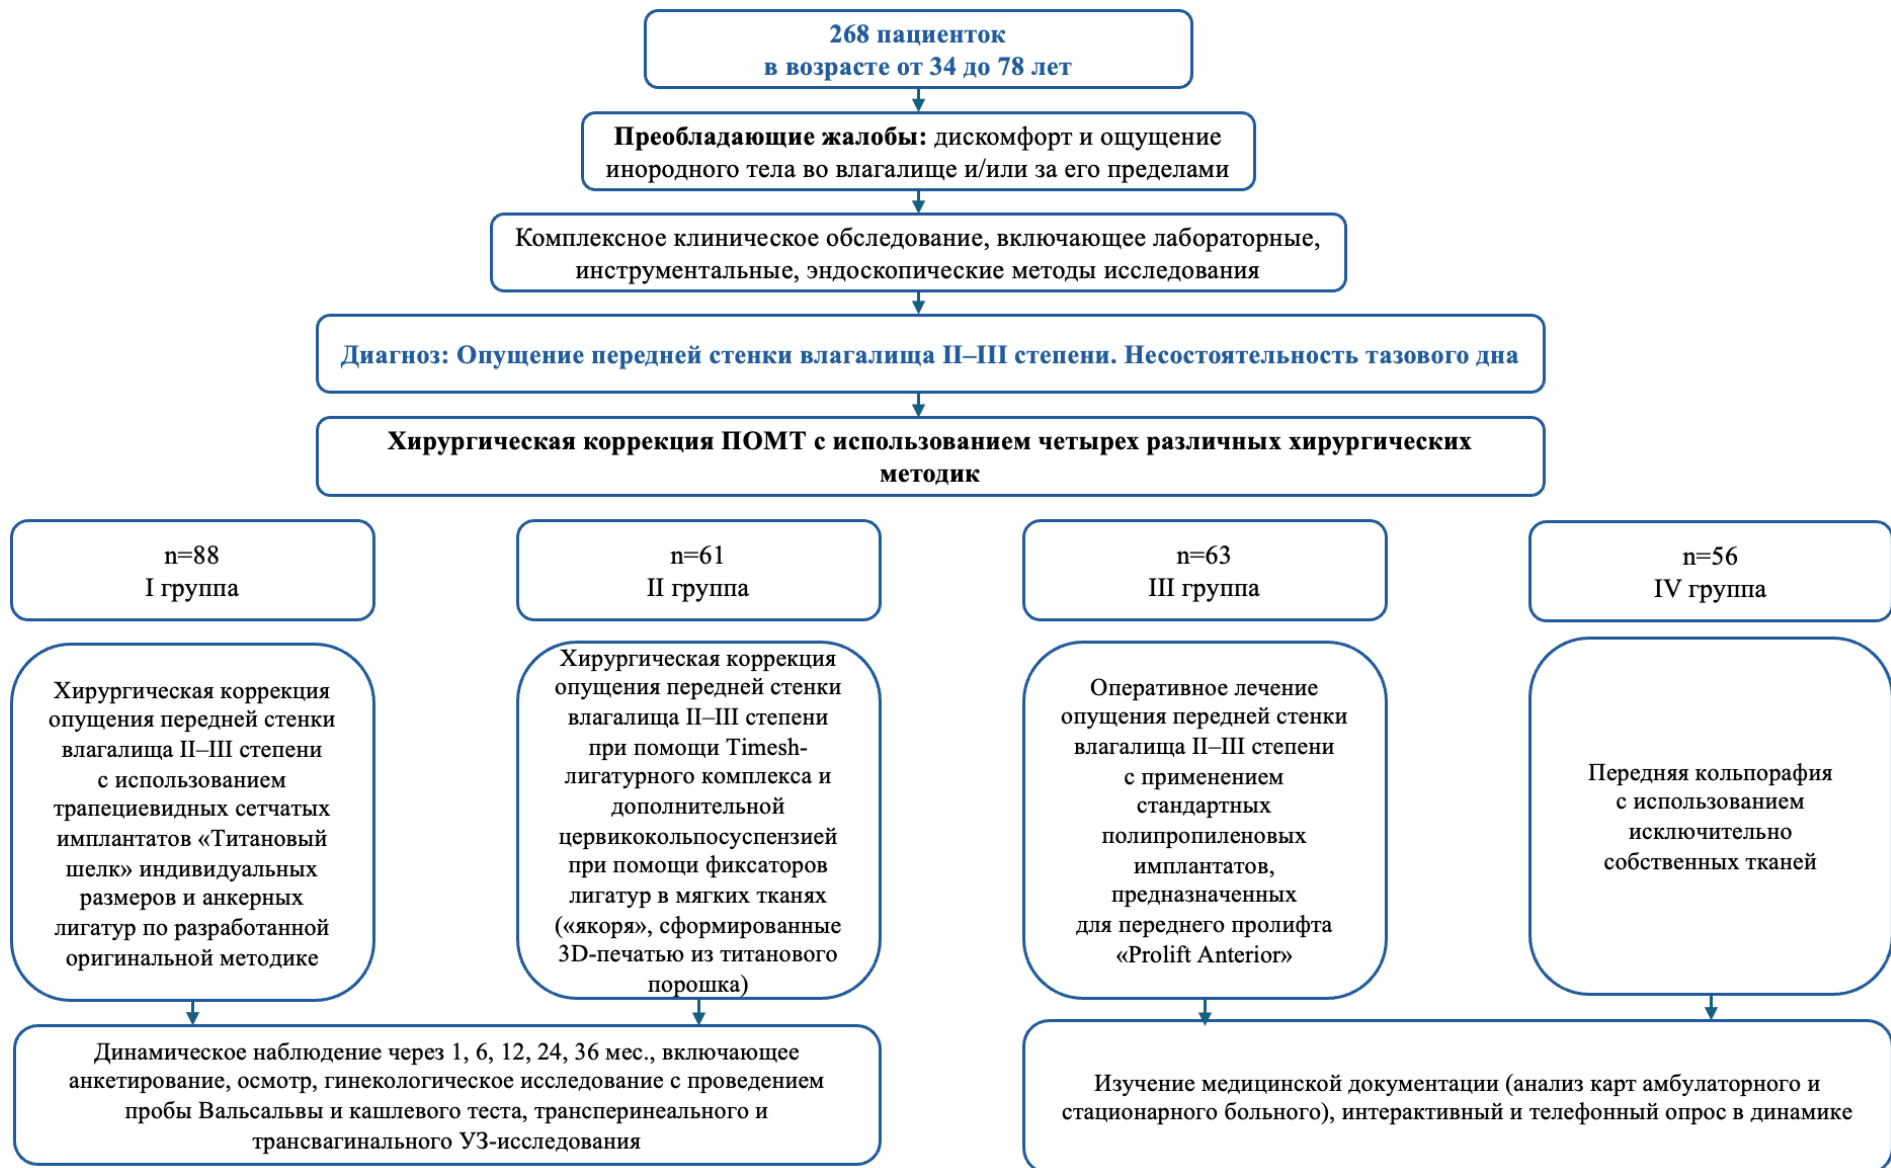 268 пациенток
в возрасте от 34 до 78 лет
Преобладающие жалобы: дискомфорт и ощущение
инородного тела во влагалище и/или за его пределами
Комплексное клиническое обследование, включающее лабораторные,
инструментальные, эндоскопические методы исследования
Диагноз: Опущение передней стенки влагалища II–III степени. Несостоятельность тазового дна
Хирургическая коррекция ПОМТ с использованием четырех различных хирургических
методик
n=88
I группа
n=61
II группа
n=63
III группа
n=56
IV группа
Хирургическая коррекция
опущения передней стенки
влагалища II–III степени
с использованием
трапециевидных сетчатых
имплантатов «Титановый
шелк» индивидуальных
размеров и анкерных
лигатур по разработанной
оригинальной методике
Хирургическая коррекция
опущения передней стенки
влагалища II–III степени
при помощи Timesh-
лигатурного комплекса и
дополнительной
цервикокольпосуспензией
при помощи фиксаторов
лигатур в мягких тканях
(«якоря», сформированные
3D-печатью из титанового
порошка)
Оперативное лечение
опущения передней стенки
влагалища II–III степени
с применением
стандартных
полипропиленовых
имплантатов,
предназначенных
для переднего пролифта
«Prolift Anterior»
Передняя кольпорафия
с использованием
исключительно
собственных тканей
Динамическое наблюдение через 1, 6, 12, 24, 36 мес., включающее
анкетирование, осмотр, гинекологическое исследование с проведением
пробы Вальсальвы и кашлевого теста, трансперинеального и
трансвагинального УЗ-исследования
Изучение медицинской документации (анализ карт амбулаторного и
стационарного больного), интерактивный и телефонный опрос в динамике